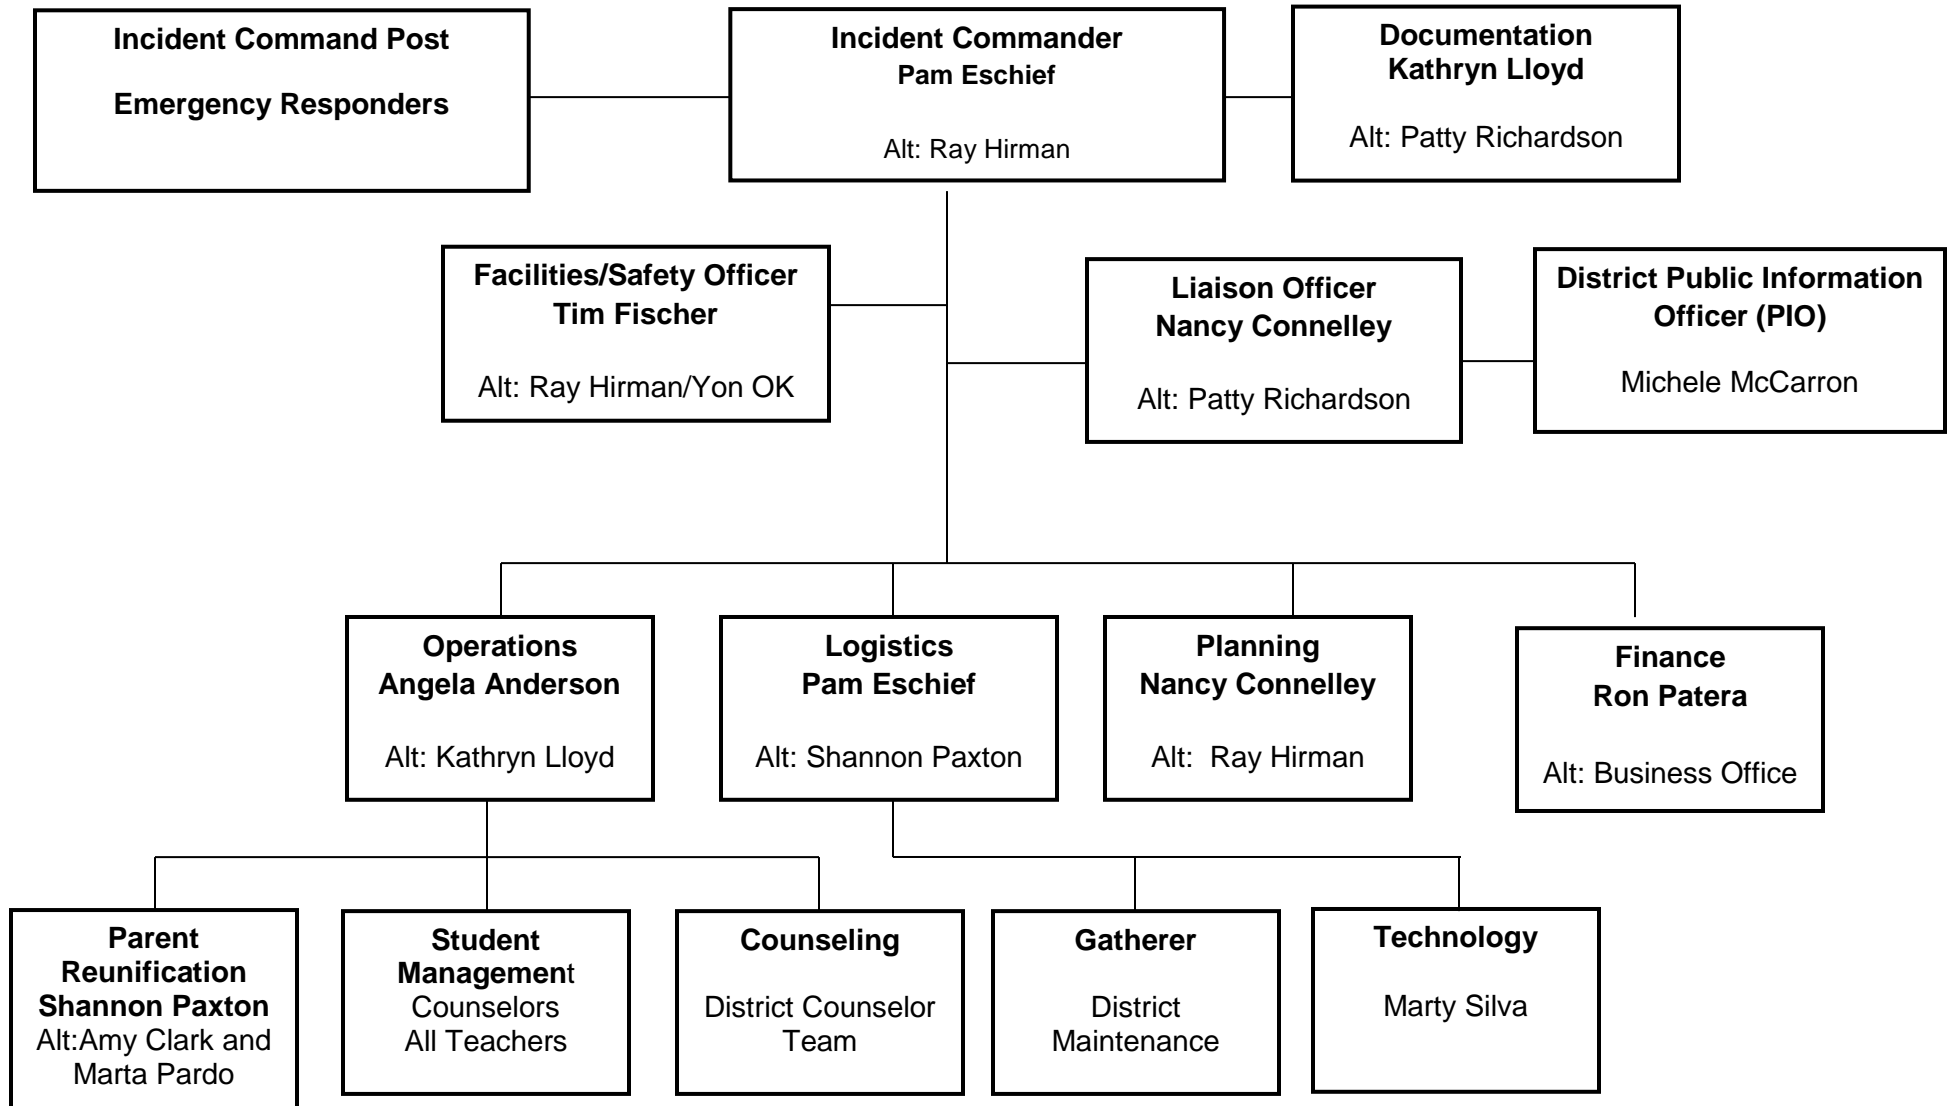 Incident Command Post
Emergency Responders
Incident Commander
Pam Eschief
Alt: Ray Hirman
Documentation
Kathryn Lloyd
Alt: Patty Richardson
Facilities/Safety Officer
Tim Fischer
Alt: Ray Hirman/Yon OK
Liaison Officer
Nancy Connelley
Alt: Patty Richardson
District Public Information
Officer (PIO)
Michele McCarron
Operations
Angela Anderson
Alt: Kathryn Lloyd
Logistics
Pam Eschief
Alt: Shannon Paxton
Planning
Nancy Connelley
Alt:  Ray Hirman
Finance
Ron Patera
Alt: Business Office
Parent
Reunification
Shannon Paxton
Alt:Amy Clark and
Marta Pardo
Student
Management
Counselors
All Teachers
Counseling
District Counselor
Team
Gatherer
District
Maintenance
Technology
Marty Silva